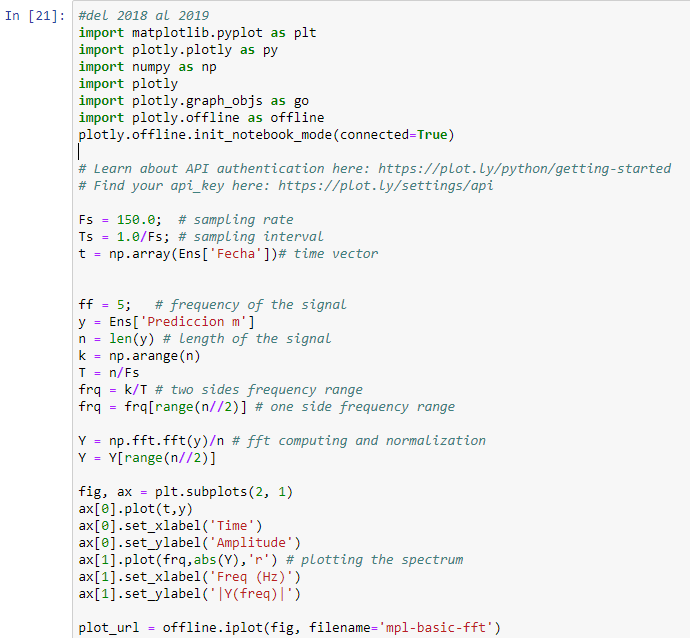 In [21]: #del 2018 al 2019
import matplotlib.pyplot as plt
import plotly.plotly as py
import numpy as np
import plotly
import plotly.graph_objs as go
import plotly.offline as offline
plotly.offline.init_notebook_mode(connected=True)
# Learn about API authentication here: https://plot.ly/python/getting-started
# Find your api_key here: https://plot.ly/settings/api
Fs = 150.0;  # sampling rate
Ts = 1.0/Fs; # sampling interval
t = np.array(Ens['Fecha'])# time vector
ff = 5;   # frequency of the signal
y = Ens['Prediccion m']
n = len(y) # length of the signal
k = np.arange(n)
T = n/Fs
frq = k/T # two sides frequency range
frq = frq[range(n//2)] # one side frequency range
Y = np.fft.fft(y)/n # fft computing and normalization
Y = Y[range(n//2)]
fig, ax = plt.subplots(2, 1)
ax[0].plot(t,y)
ax[0].set_xlabel('Time')
ax[0].set_ylabel('Amplitude')
ax[1].plot(frq,abs(Y),'r') # plotting the spectrum
ax[1].set_xlabel('Freq (Hz)')
ax[1].set_ylabel('|Y(freq)|')
plot_url = offline.iplot(fig, filename='mpl-basic-fft')